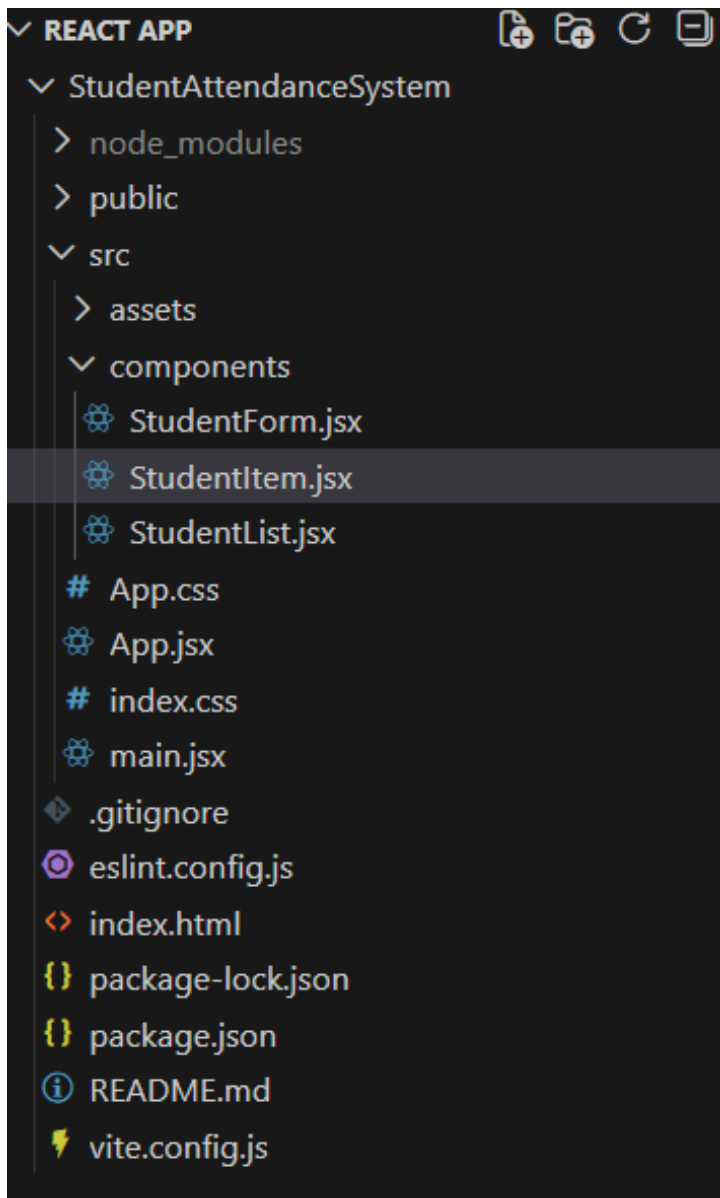 REACT APP
StudentAttendanceSystem
node_modules
public
src
assets
components
StudentForm.jsx
StudentItem.jsx
StudentList.jsx
# App.css
App.jsx
# index.css
main.jsx
.gitignore
eslint.config.js
<> index.html
{} package-lock.json
{} package.json
README.md
vite.config.js